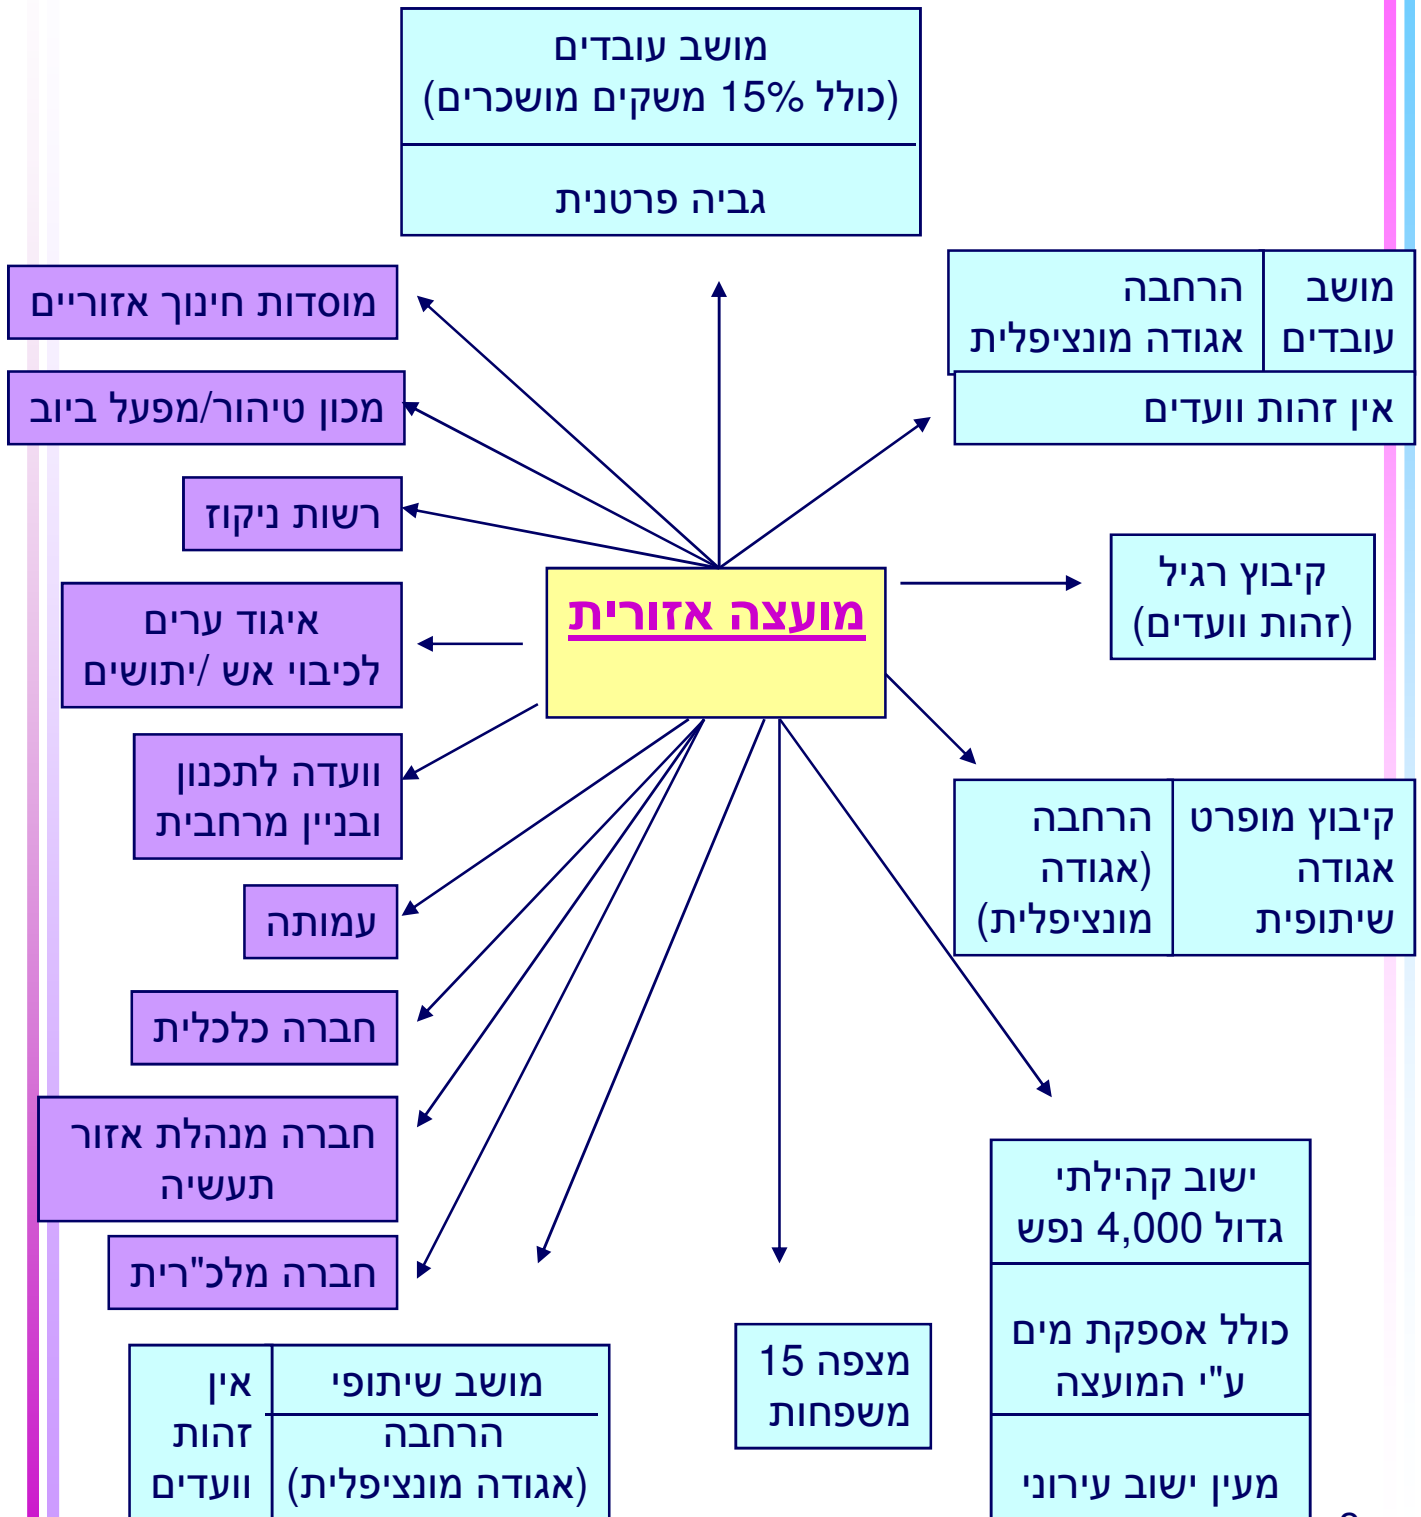 מושב עובדים
(כולל 15% משקים מושכרים)
גביה פרטנית
מושב
עובדים
הרחבה
אגודה מונציפלית
אין זהות וועדים
מוסדות חינוך אזוריים
מכון טיהור/מפעל ביוב
רשות ניקוז
קיבוץ רגיל
(זהות וועדים)
מועצה אזורית
איגוד ערים
לכיבוי אש /יתושים
וועדה לתכנון
ובניין מרחבית
קיבוץ מופרט
אגודה
שיתופית
הרחבה
(אגודה
מונציפלית)
עמותה
חברה כלכלית
חברה מנהלת אזור
תעשיה
חברה מלכ"רית
ישוב קהילתי
גדול 4,000 נפש
כולל אספקת מים
ע"י המועצה
מעין ישוב עירוני
מצפה 15
משפחות
מושב שיתופי
הרחבה
(אגודה מונציפלית)
אין
זהות
וועדים